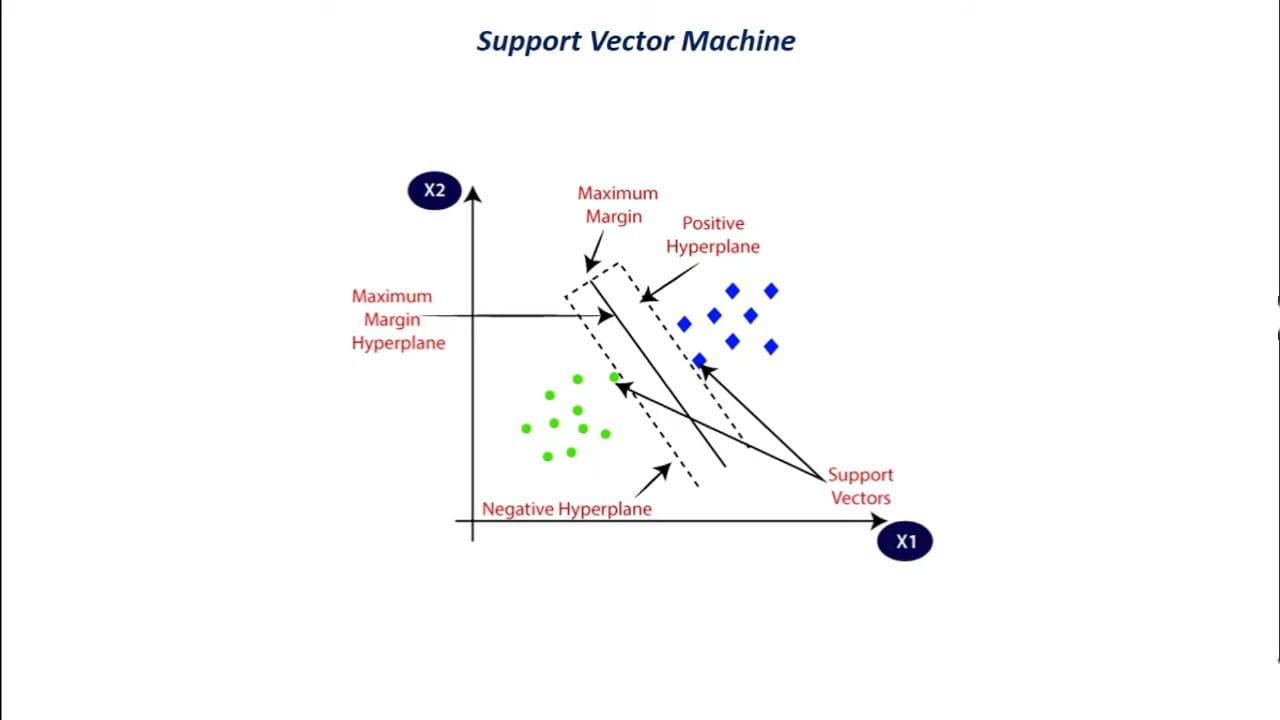 Support Vector Machine
X2
Maximum
Margin
Positive
Hyperplane
Maximum
Margin
Hyperplane
Support
Vectors
Negative Hyperplane
X1